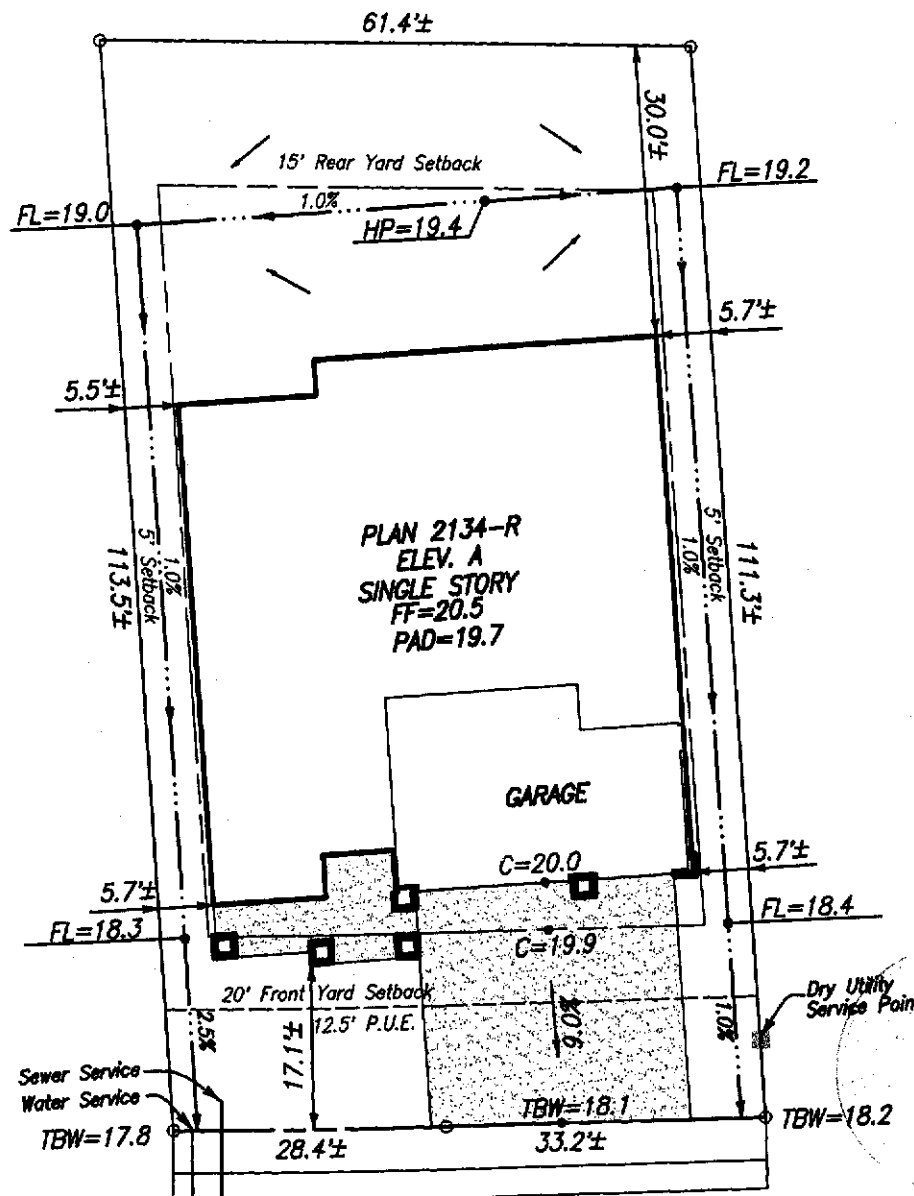 61.4'±
30.0'±
15' Rear Yard Setback
FL=19.2
1.0%
FL=19.0
HP=19.4
5.7'±
5.5'±
PLAN 2134-R
ELEV. A
SINGLE STORY
FF=20.5
PAD=19.7
113.5'±
5' Setback
1.0%
5' Setback
1.0%
111.3'±
GARAGE
C=20.0
5.7'±
5.7'±
FL=18.4
FL=18.3
C=19.9
20' Front Yard Setback
12.5' P.U.E.
Dry Utility
Service Poin
2.5%
17.1'±
9.0%
1.0%
Sewer Service
Water Service
TBW=17.8
TBW=18.1
TBW=18.2
28.4'±
33.2'±